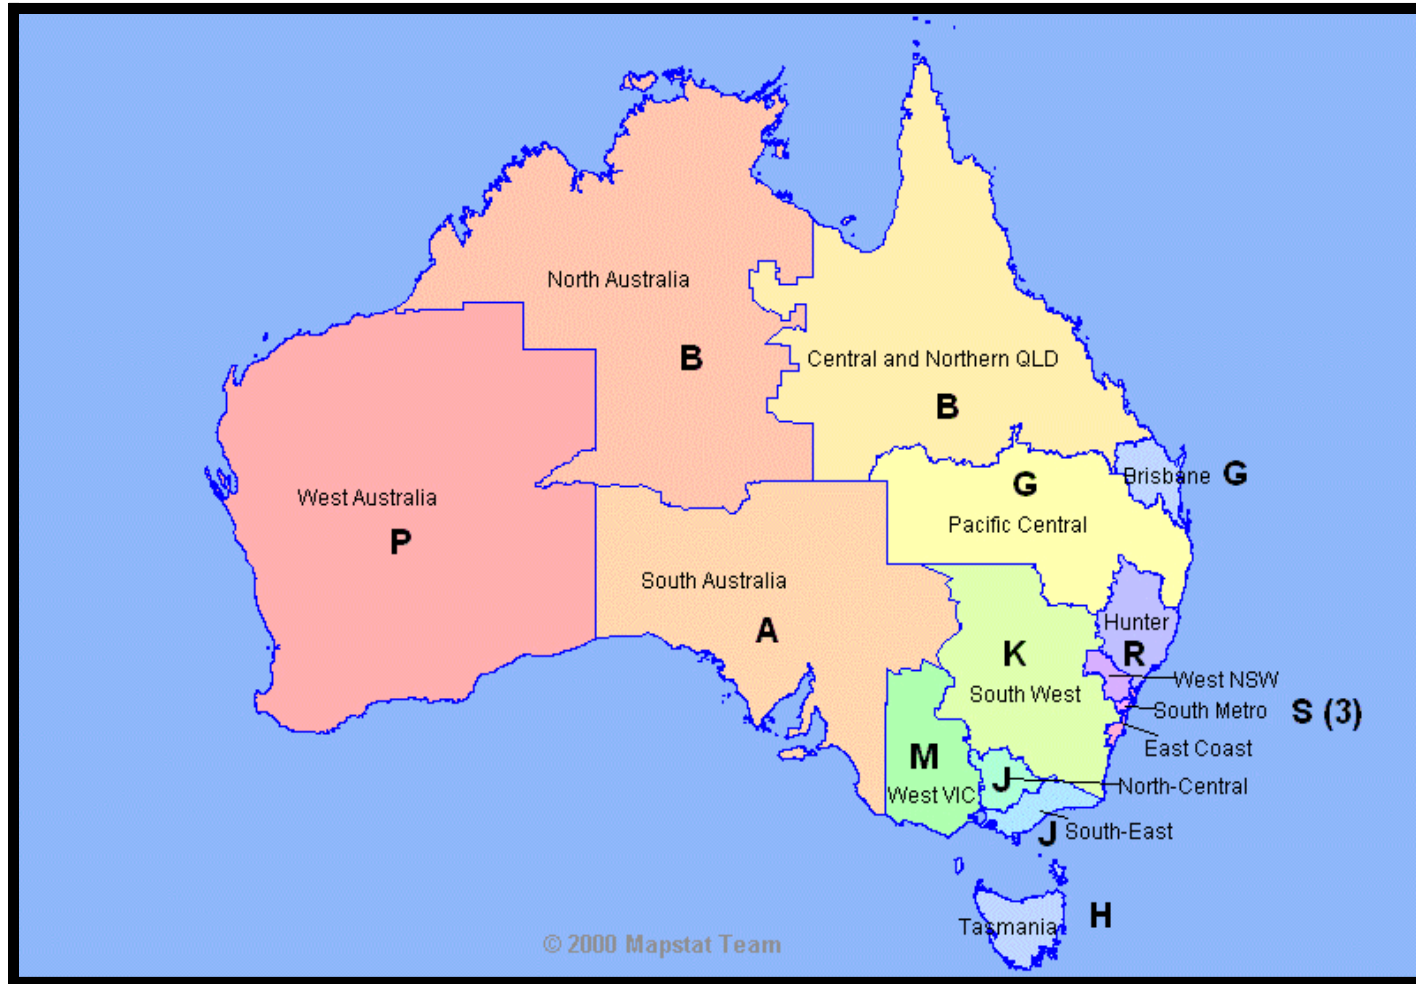 North Australia
B
Central and Northern QLD
B
Brisbane G
G
Pacific Central
West Australia
P
South Australia
A
Hunter
R
K
South West
West NSW
South Metro
S (3)
East Coast
M
West VIC
J
North-Central
J
South-East
H
Tasmania
© 2000 Mapstat Team